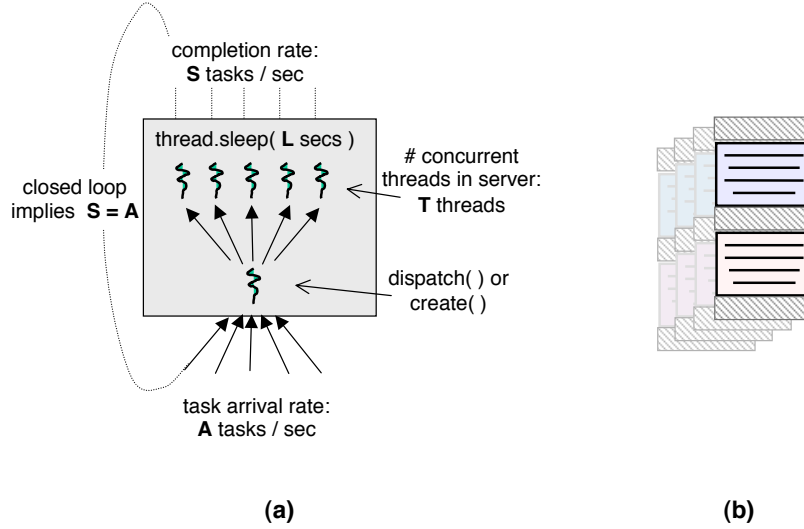 completion rate:
S tasks / sec
thread.sleep( L secs )
# concurrent
threads in server:
T threads
closed loop
implies S = A
dispatch( ) or
create( )
task arrival rate:
A tasks / sec
(a)
(b)